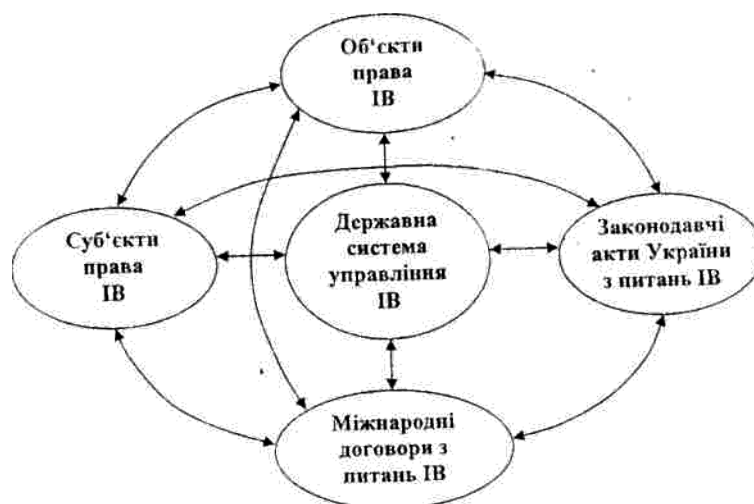 Об‘єкти
права
ІВ
Суб‘єкти
права
ІВ
Державна
система
управління
ІВ
Законодавчі
акти України
з питань ІВ
Міжнародні
договори з
питань ІВ